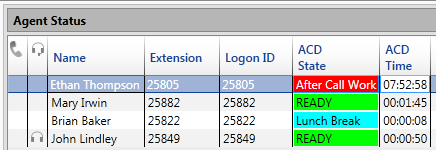 Agent Status
Name Extension Logon ID ACD State ACD Time
Ethan Thompson 25805 25805 After Call Work 07:52:58
Mary Irwin 25882 25882 READY 00:01:45
Brian Baker 25822 25822 Lunch Break 00:00:08
John Lindley 25849 25849 READY 00:00:50